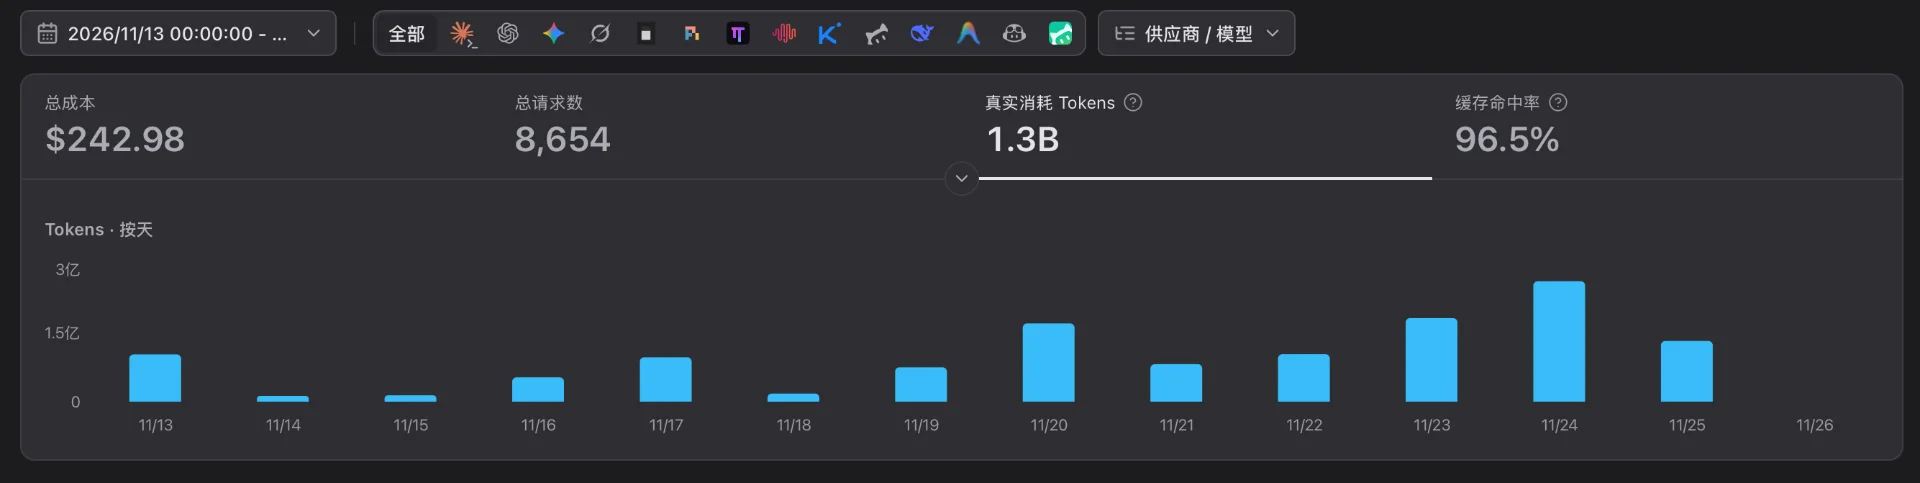 2026/11/13 00:00:00 - ...
全部
供应商 / 模型
总成本
$242.98
总请求数
8,654
真实消耗 Tokens
1.3B
缓存命中率
96.5%
Tokens · 按天
3亿
1.5亿
0
11/13
11/14
11/15
11/16
11/17
11/18
11/19
11/20
11/21
11/22
11/23
11/24
11/25
11/26